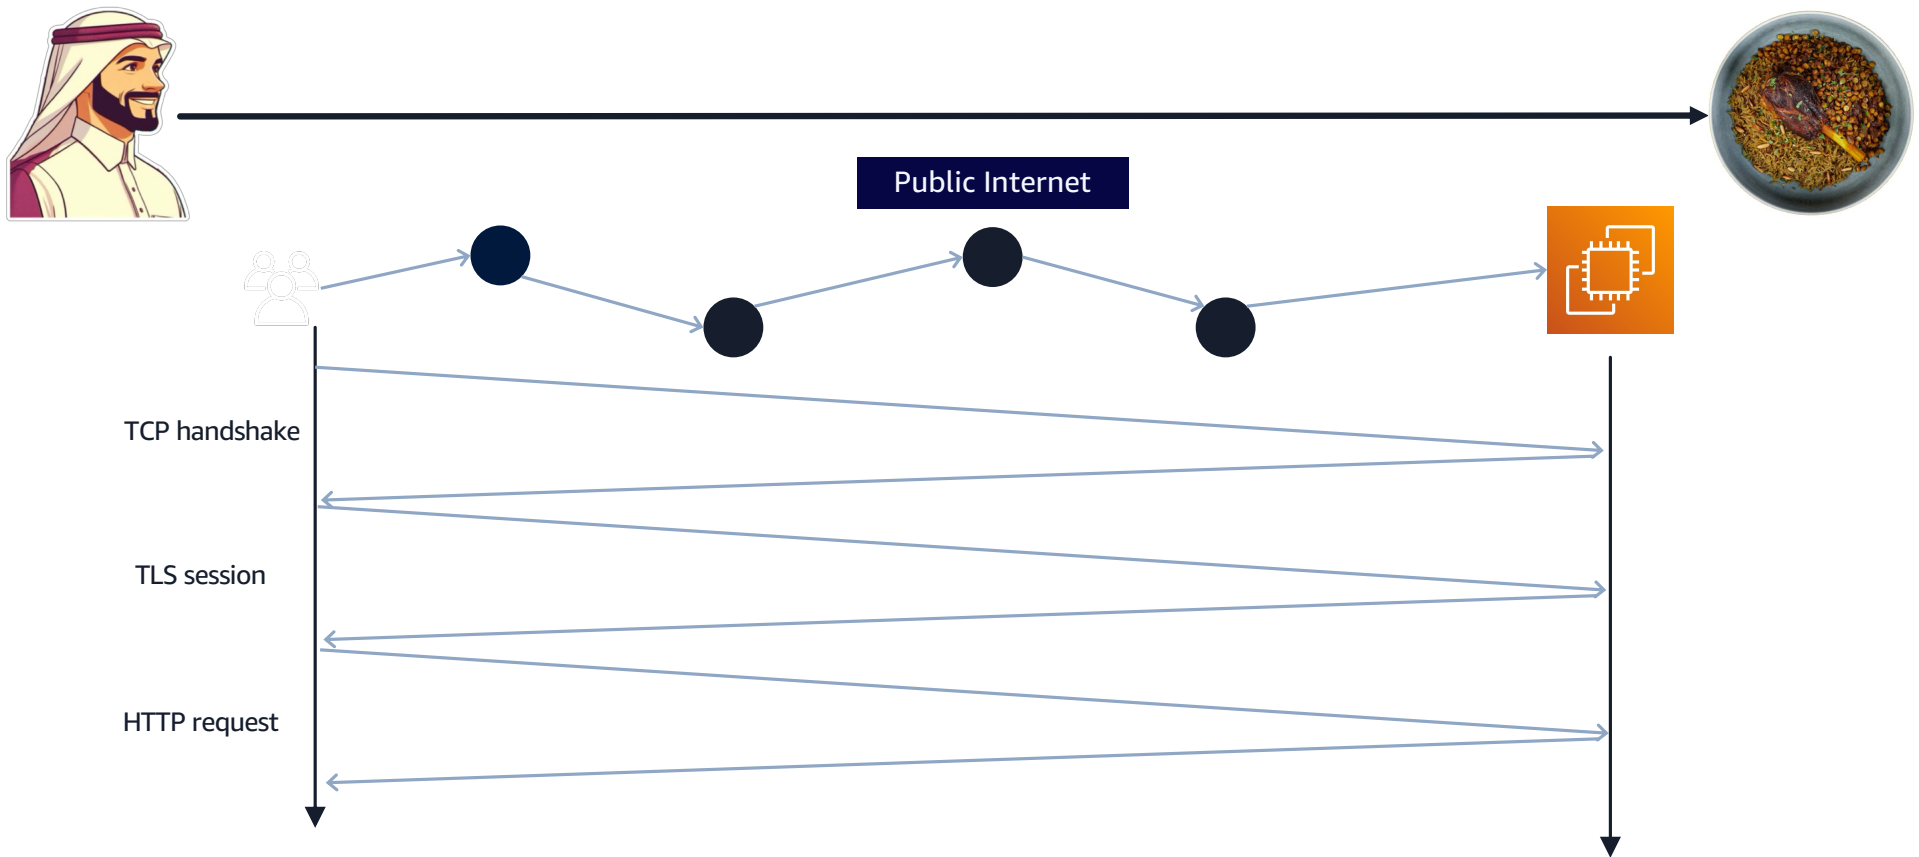 Public Internet
TCP handshake
TLS session
HTTP request